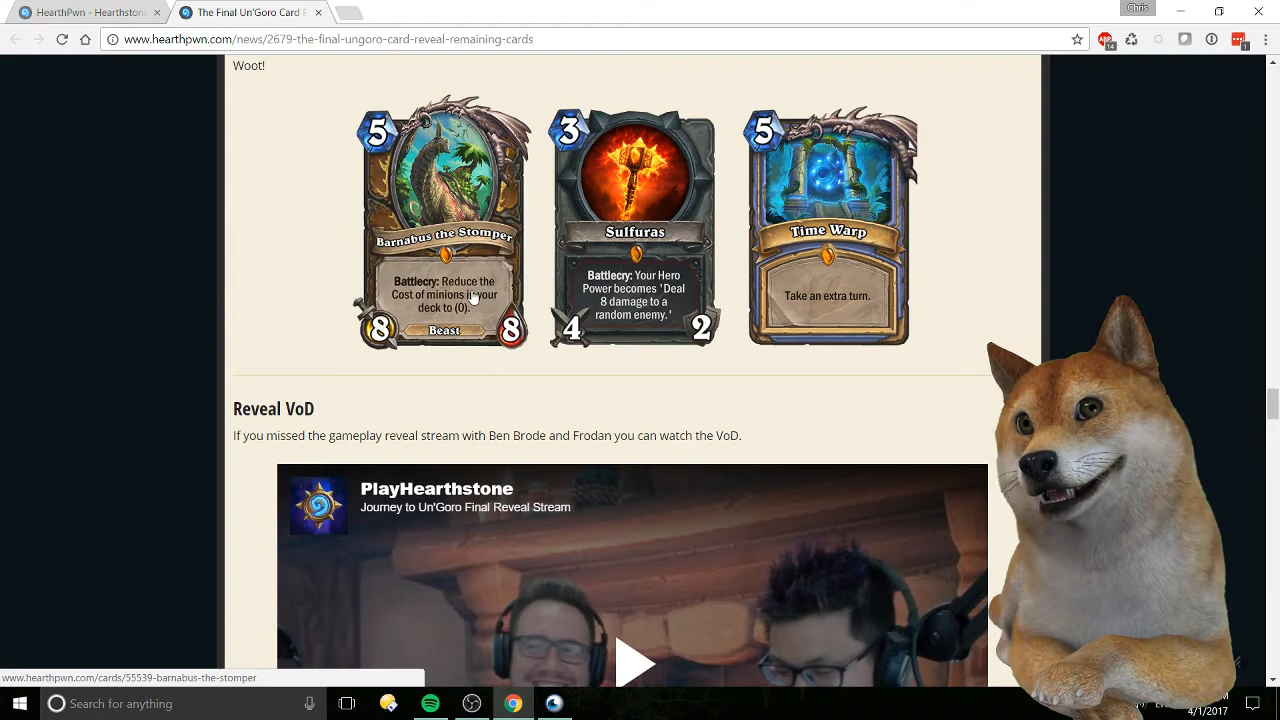 HearthPwn - Hearthstone
The Final Un'Goro Card R
Chris
www.hearthpwn.com/news/2679-the-final-ungoro-card-reveal-remaining-cards
14
1
Woot!
5
3
5
Barnabus the Stomper
Sulfuras
Time Warp
Battlecry: Reduce the
Cost of minions in your
deck to (0).
Battlecry: Your Hero
Power becomes 'Deal
8 damage to a
random enemy.'
Take an extra turn.
8
Beast
8
4
2
Reveal VoD
If you missed the gameplay reveal stream with Ben Brode and Frodan you can watch the VoD.
PlayHearthstone
Journey to Un'Goro Final Reveal Stream
www.hearthpwn.com/cards/55539-barnabus-the-stomper
Search for anything
4/1/2017